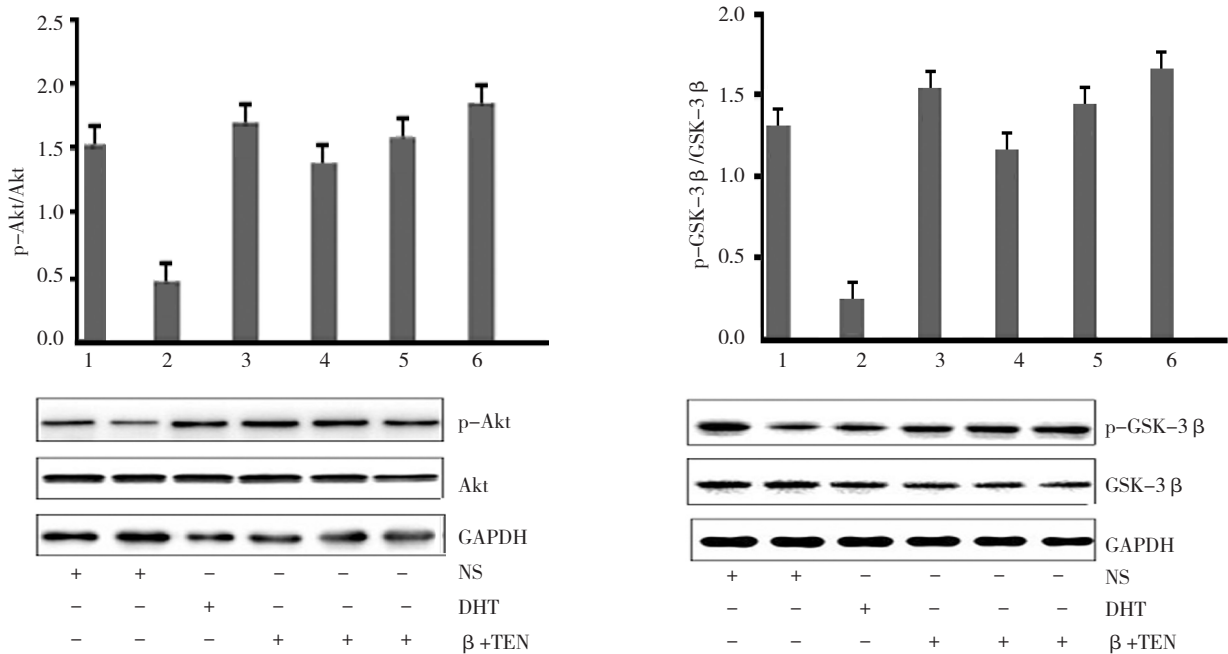 2.5
2.0
1.5
1.0
0.5
0.0
p-Akt/Akt
1 2 3 4 5 6
p-Akt
Akt
GAPDH
+ + - - - - NS
- - + - - - DHT
- - - + + + β+TEN
2.0
1.5
1.0
0.5
0.0
p-GSK-3β/GSK-3β
1 2 3 4 5 6
p-GSK-3β
GSK-3β
GAPDH
+ + - - - - NS
- - + - - - DHT
- - - + + + β+TEN